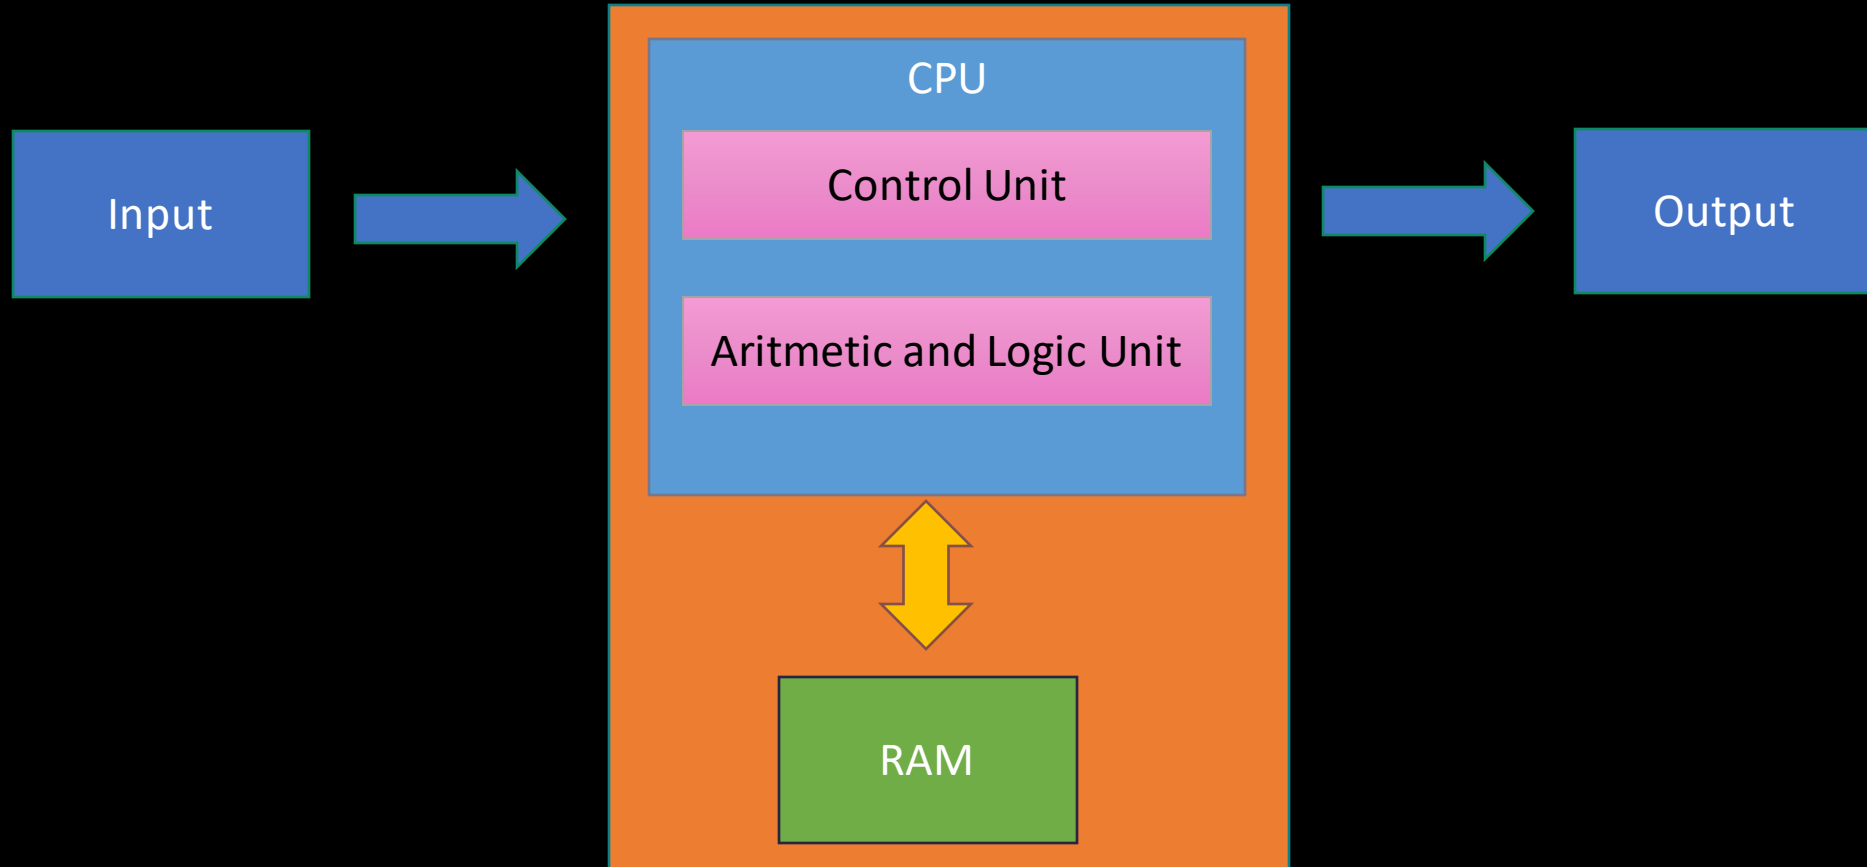 CPU
Control Unit
Input
Output
Aritmetic and Logic Unit
RAM